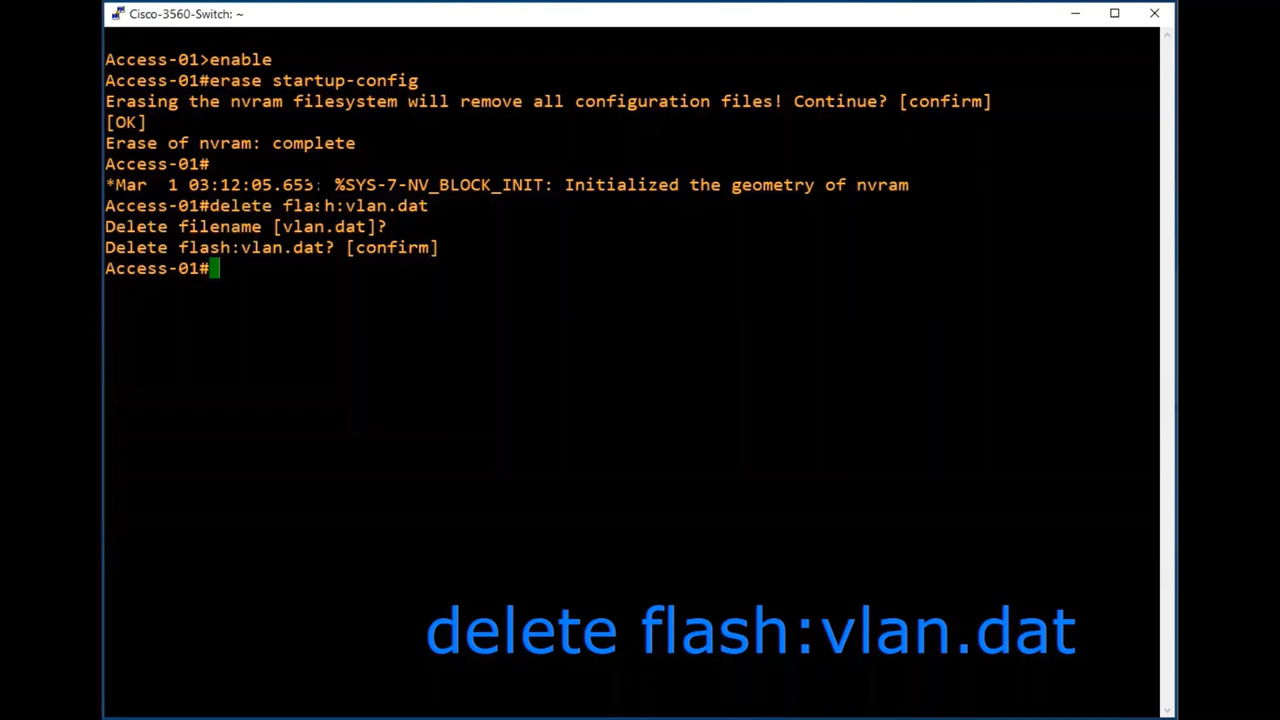 Cisco-3560-Switch: ~
Access-01>enable
Access-01#erase startup-config
Erasing the nvram filesystem will remove all configuration files! Continue? [confirm]
[OK]
Erase of nvram: complete
Access-01#
*Mar  1 03:12:05.653: %SYS-7-NV_BLOCK_INIT: Initialized the geometry of nvram
Access-01#delete flash:vlan.dat
Delete filename [vlan.dat]?
Delete flash:vlan.dat? [confirm]
Access-01#
delete flash:vlan.dat